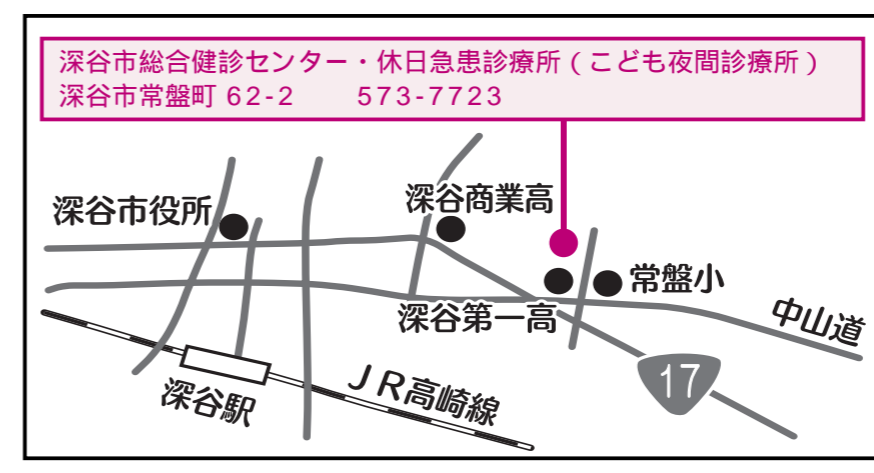 深谷市総合健診センター・休日急患診療所（こども夜間診療所）
深谷市常盤町 62-2　573-7723
深谷市役所
深谷商業高
常盤小
深谷第一高
中山道
17
深谷駅
ＪＲ高崎線